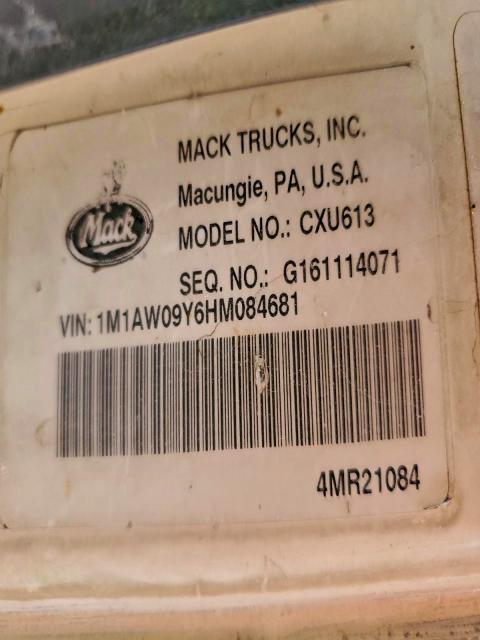 MACK TRUCKS, INC.
Macungie, PA, U.S.A.
Mack
MODEL NO.: CXU613
SEQ. NO.: G161114071
VIN: 1M1AW09Y6HM084681
4MR21084